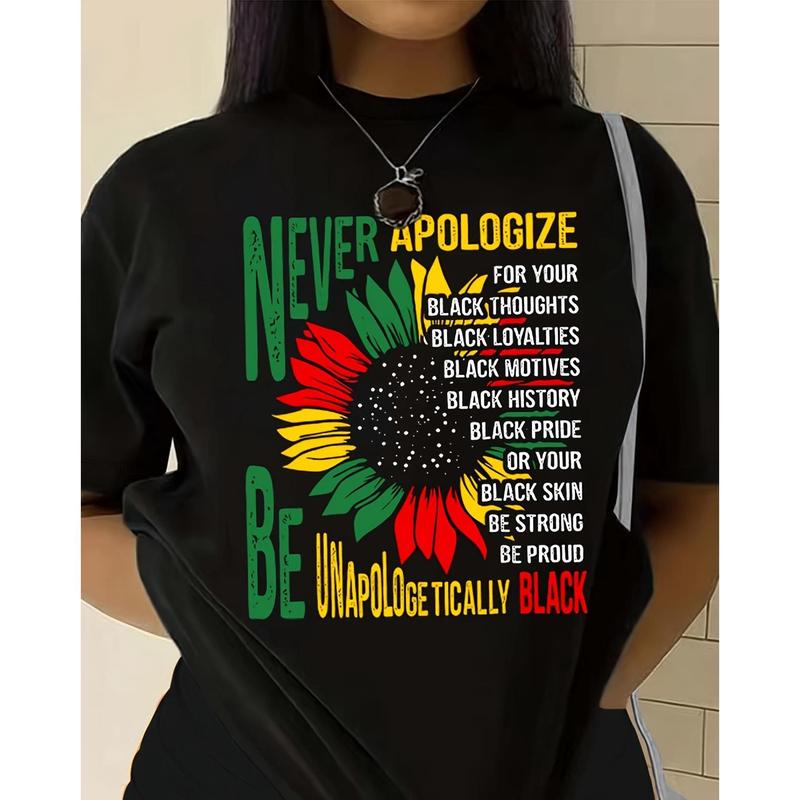 NEVER APOLOGIZE
FOR YOUR
BLACK THOUGHTS
BLACK LOYALTIES
BLACK MOTIVES
BLACK HISTORY
BLACK PRIDE
OR YOUR
BLACK SKIN
BE STRONG
BE PROUD
BE UNAPOLOGETICALLY BLACK